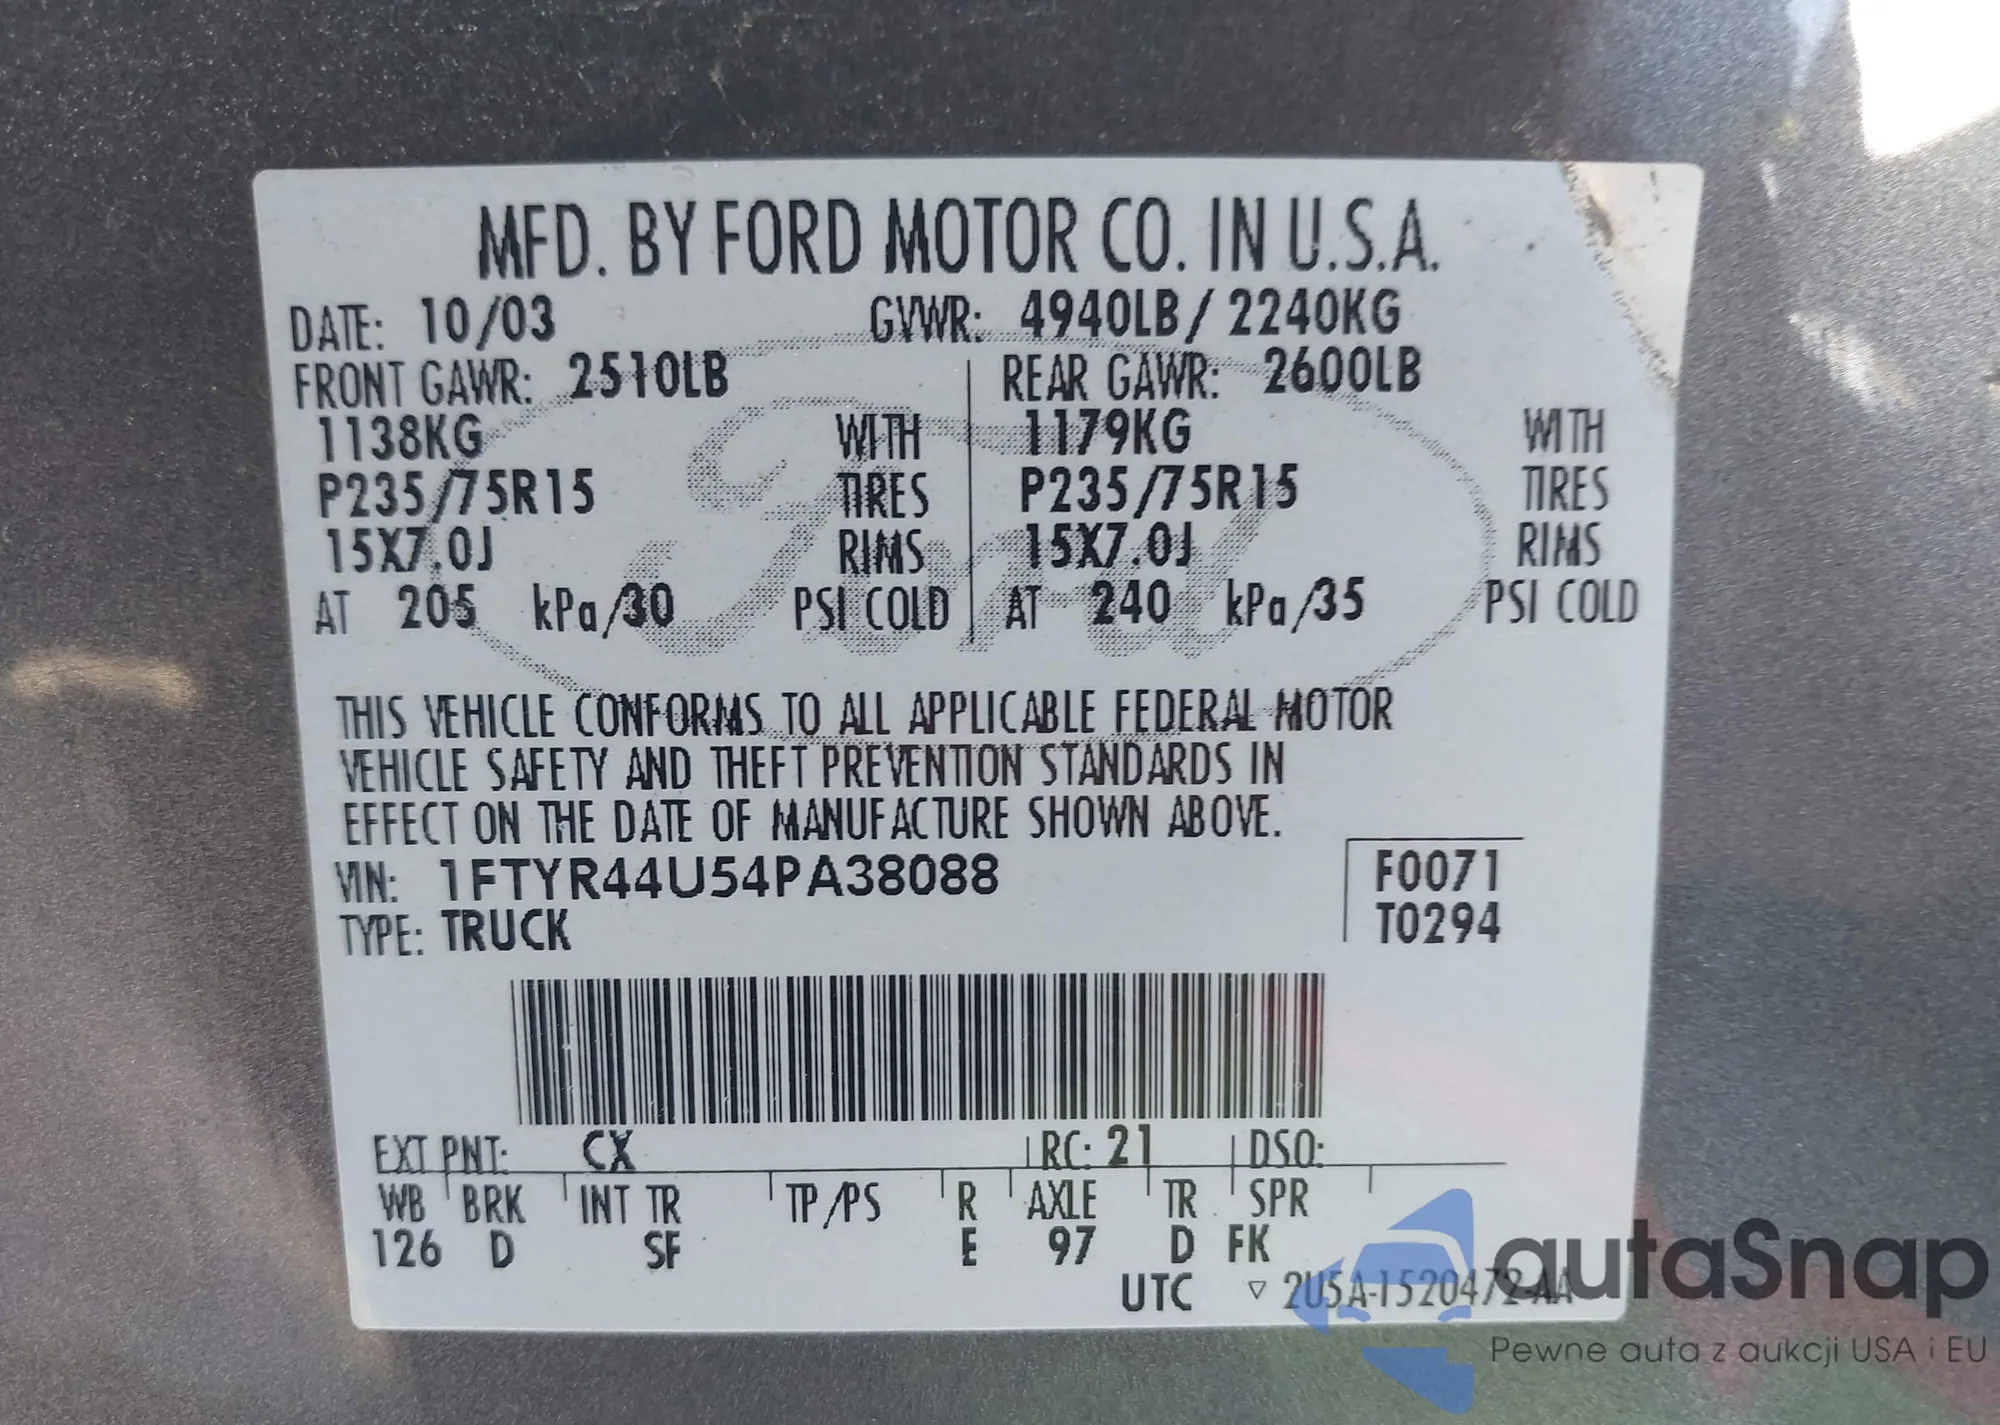 MFD. BY FORD MOTOR CO. IN U.S.A.
DATE: 10/03 GVWR: 4940LB/ 2240KG
FRONT GAWR: 2510LB REAR GAWR: 2600LB
1138KG WITH 1179KG WITH
P235/75R15 TIRES P235/75R15 TIRES
15X7.0J RIMS 15X7.0J RIMS
AT 205 kPa/30 PSI COLD AT 240 kPa/35 PSI COLD
Ford
THIS VEHICLE CONFORMS TO ALL APPLICABLE FEDERAL MOTOR
VEHICLE SAFETY AND THEFT PREVENTION STANDARDS IN
EFFECT ON THE DATE OF MANUFACTURE SHOWN ABOVE.
VIN: 1FTYR44U54PA38088 F0071
TYPE: TRUCK T0294
EXT PNT: CX RC: 21 DSO:
WB BRK INT TR TP/PS R AXLE TR SPR
126 D SF E 97 D FK
UTC ▽ 2U5A-1520472-AA
autaSnap
Pewne auta z aukcji USA i EU